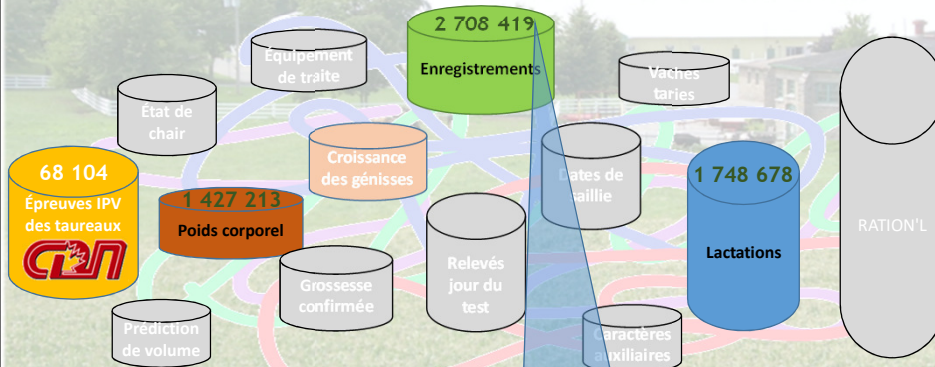 2 708 419
Enregistrements
Équipement
de traite
Vaches
taries
État de
chair
Croissance
des génisses
68 104
Épreuves IPV
des taureaux
CDN
1 427 213
Poids corporel
Dates de
saillie
1 748 678
Lactations
RATION'L
Relevés
jour du
test
Grossesse
confirmée
Prédiction
de volume
Caractères
auxiliaires